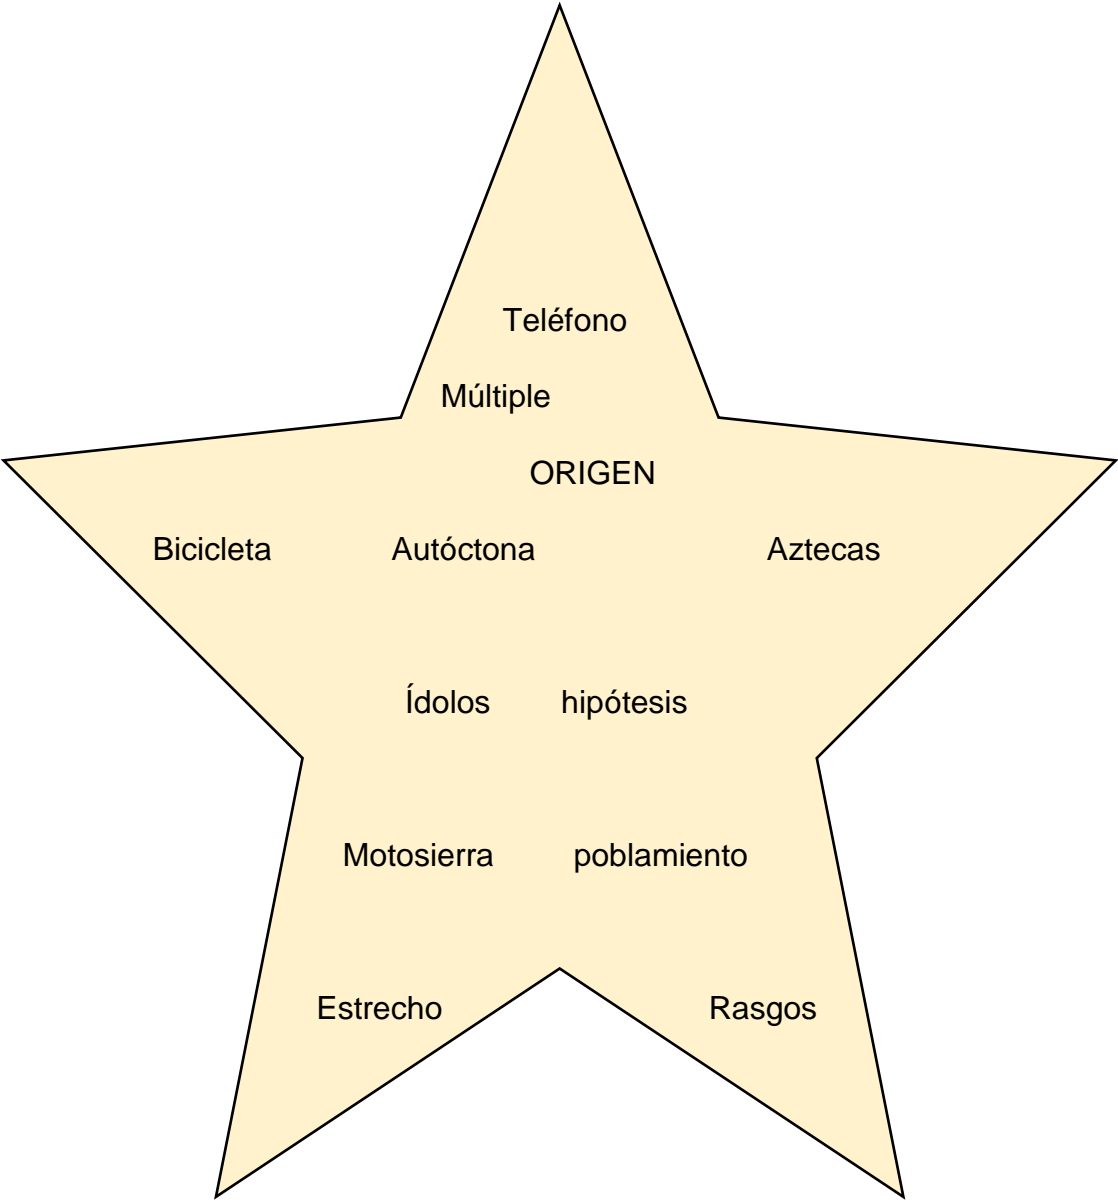 Teléfono
Múltiple
ORIGEN
Bicicleta Autóctona Aztecas
Ídolos hipótesis
Motosierra poblamiento
Estrecho Rasgos